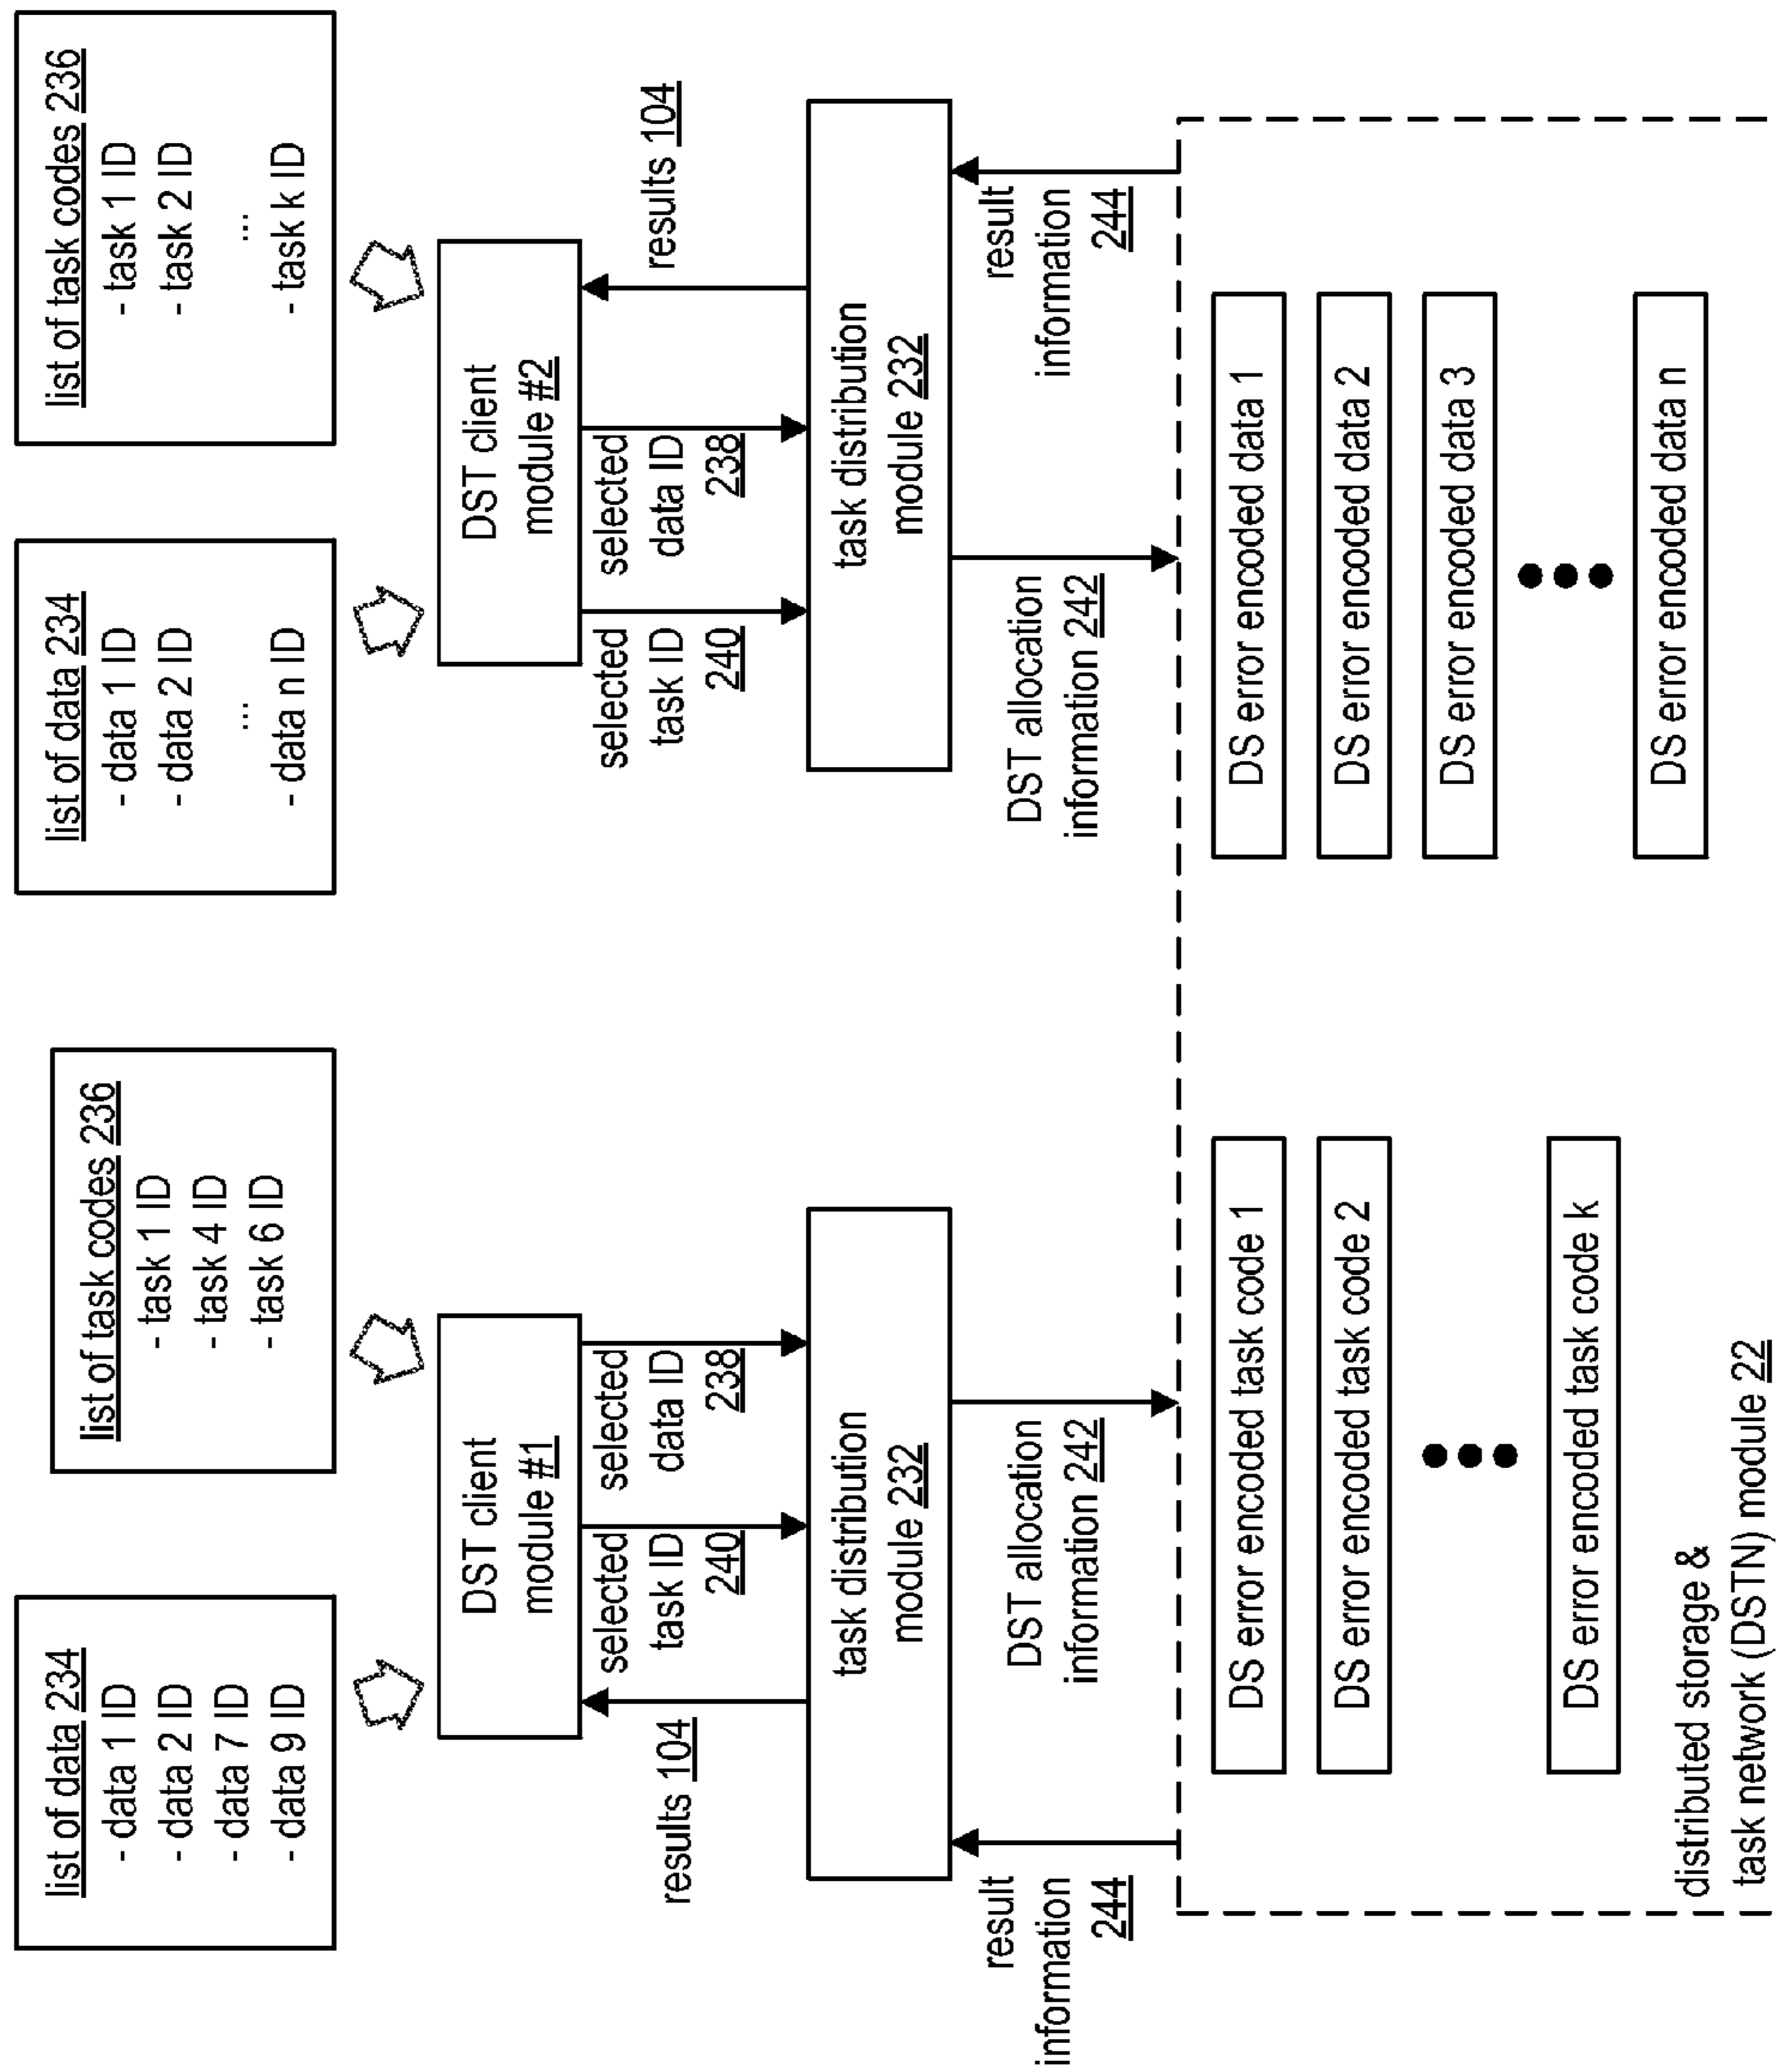 list of data 234
- data 1 ID
- data 2 ID
- data 7 ID
- data 9 ID
list of task codes 236
- task 1 ID
- task 4 ID
- task 6 ID
list of data 234
- data 1 ID
- data 2 ID
...
- data n ID
list of task codes 236
- task 1 ID
- task 2 ID
...
- task k ID
DST client
module #1
DST client
module #2
results 104
selected
task ID
240
selected
data ID
238
selected
task ID
240
selected
data ID
238
results 104
task distribution
module 232
task distribution
module 232
result
information
244
DST allocation
information 242
DST allocation
information 242
result
information
244
DS error encoded task code 1
DS error encoded task code 2
DS error encoded task code k
DS error encoded data 1
DS error encoded data 2
DS error encoded data 3
DS error encoded data n
distributed storage &
task network (DSTN) module 22